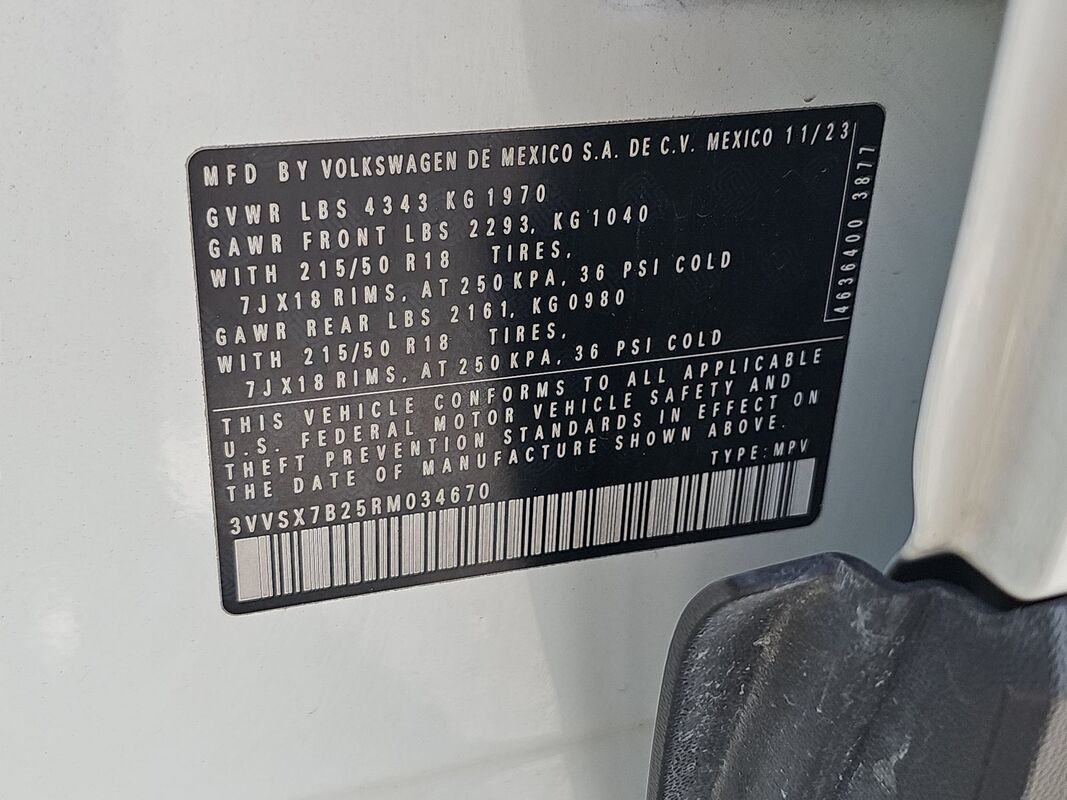 MFD BY VOLKSWAGEN DE MEXICO S.A. DE C.V. MEXICO 11/23
GVWR LBS 4343 KG 1970
GAWR FRONT LBS 2293, KG 1040
WITH 215/50 R18 TIRES,
7JX18 RIMS, AT 250 KPA, 36 PSI COLD
GAWR REAR LBS 2161, KG 0980
WITH 215/50 R18 TIRES,
7JX18 RIMS, AT 250 KPA, 36 PSI COLD
4636400 3877
THIS VEHICLE CONFORMS TO ALL APPLICABLE
U.S. FEDERAL MOTOR VEHICLE SAFETY AND
THEFT PREVENTION STANDARDS IN EFFECT ON
THE DATE OF MANUFACTURE SHOWN ABOVE.
TYPE: MPV
3VVSX7B25RM034670